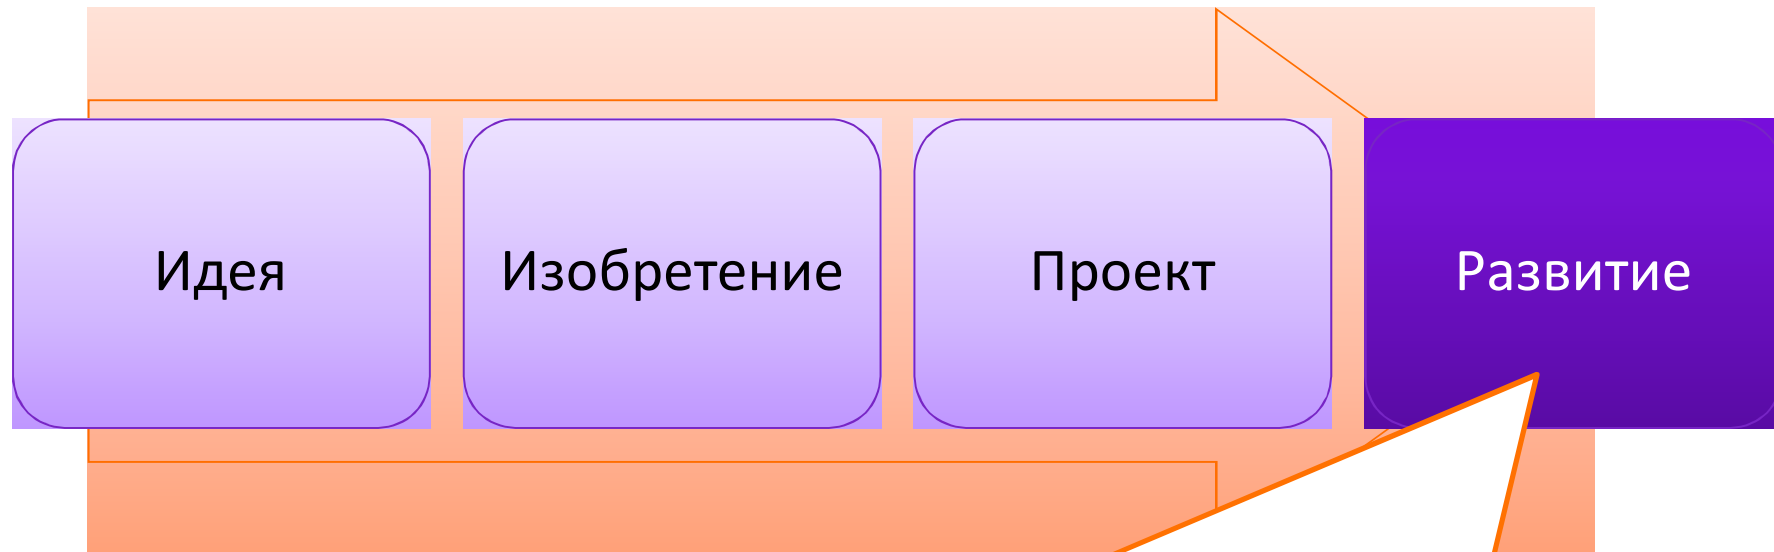 Идея
Изобретение
Проект
Развитие